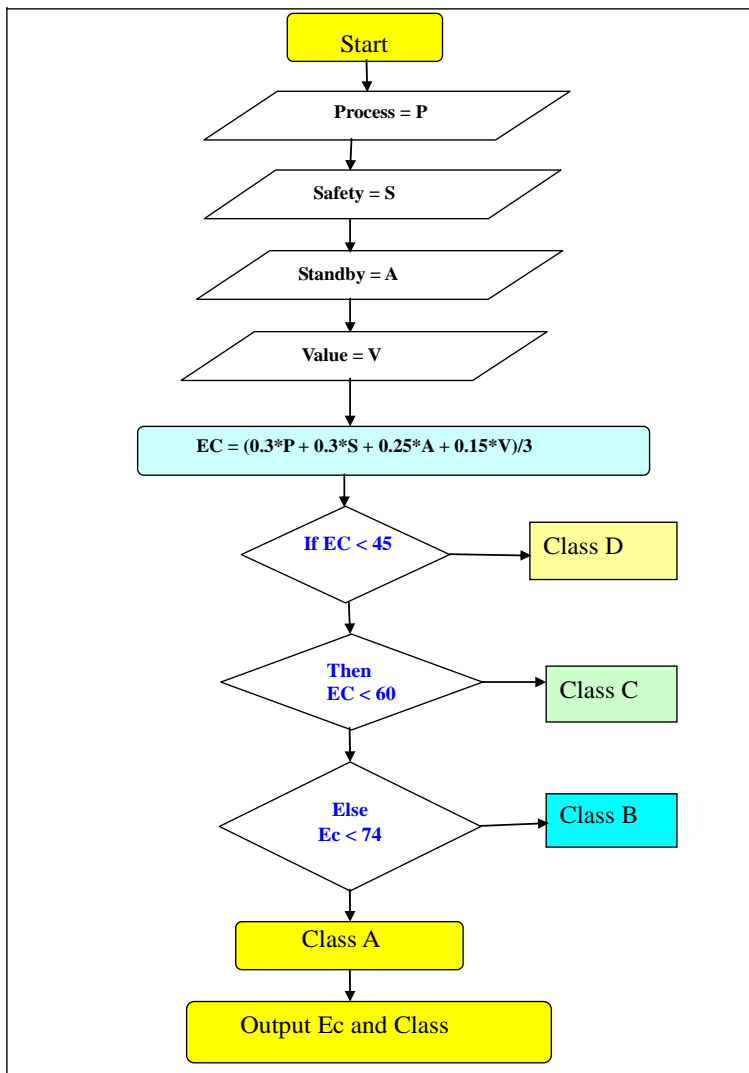 Start
Process = P
Safety = S
Standby = A
Value = V
EC = (0.3*P + 0.3*S + 0.25*A + 0.15*V)/3
If EC < 45
Class D
Then
EC < 60
Class C
Else
Ec < 74
Class B
Class A
Output Ec and Class